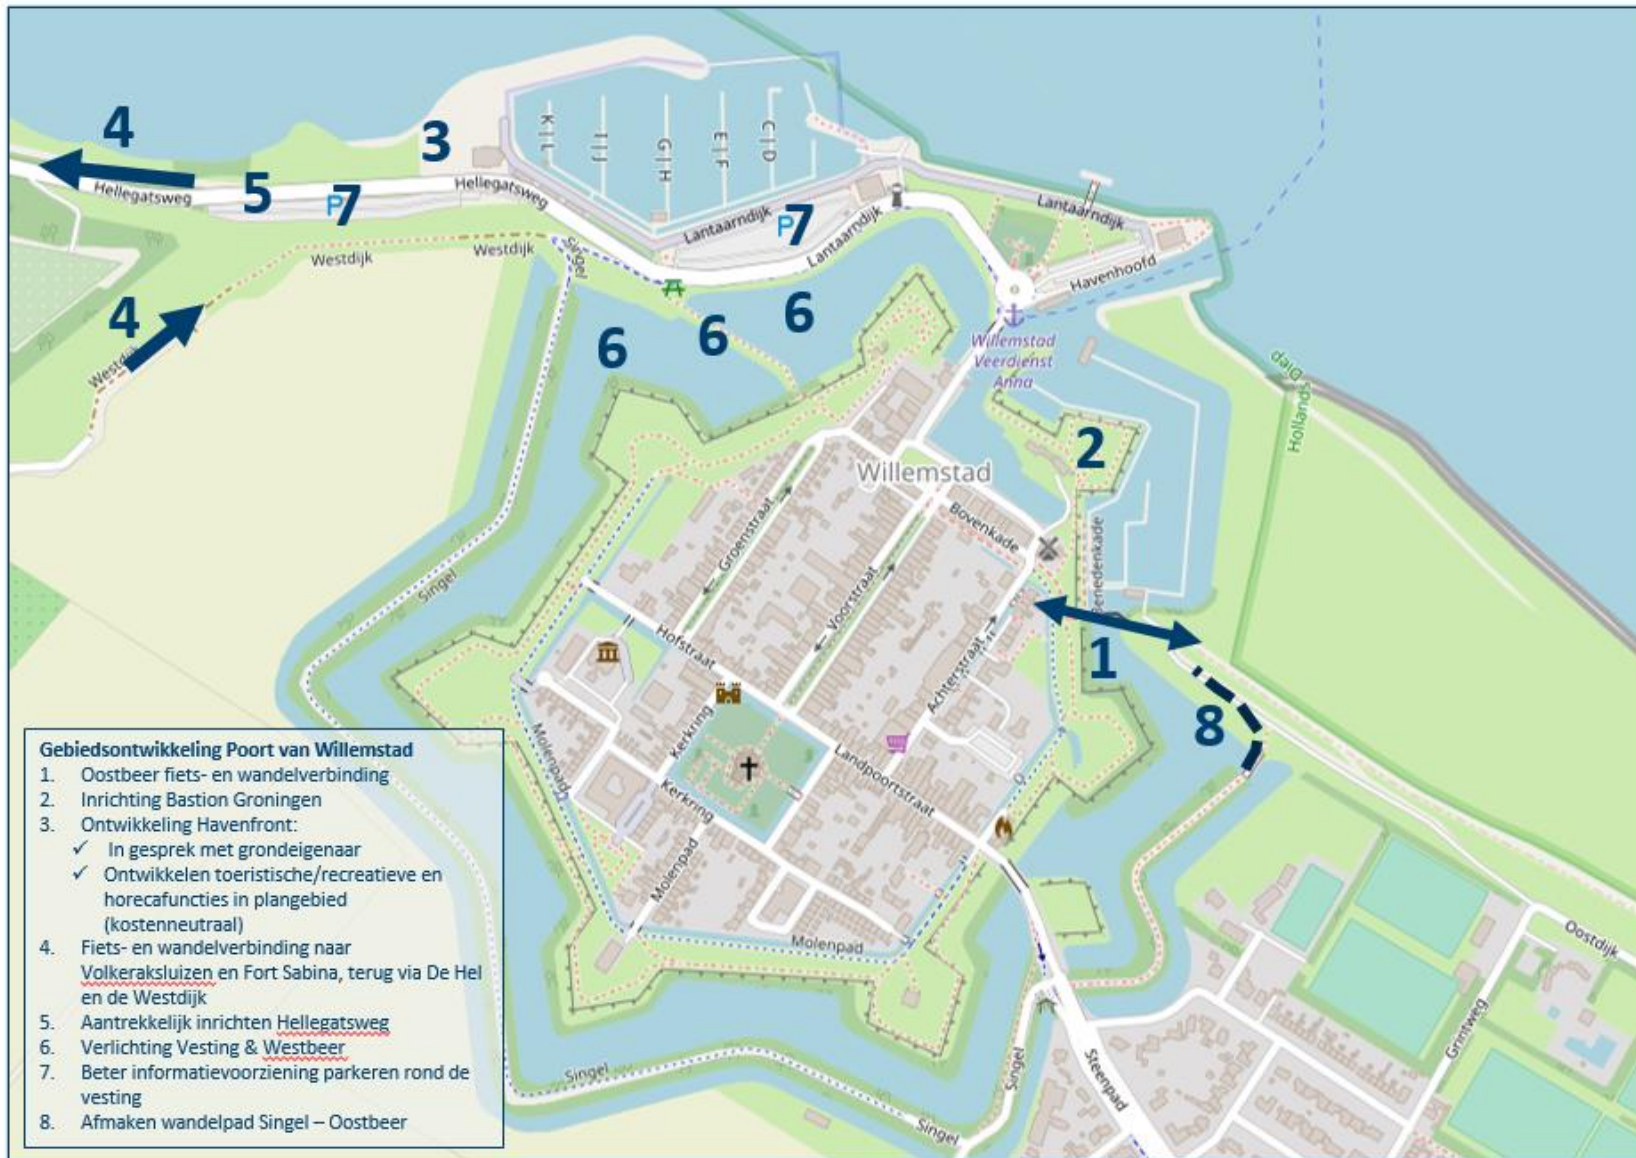 4
3
K | L
I | J
G | H
E | F
C | D
Hellegatsweg
5
P
7
Hellegatsweg
Lantaarndijk
P
7
Lantaarndijk
Lantaarndijk
Havenhoofd
Westdijk
Westdijk
Singel
4
Westdijk
6
6
6
Willemstad
Veerdienst
Anna
Hollands Diep
2
Willemstad
Bovenkade
Benedenkade
Groenstraat
Voorstraat
Singel
Hofstraat
Achterstraat
1
8
Kerkring
Molenpad
Landpoortstraat
Kerkring
Molenpad
Molenpad
Oostdijk
Grintweg
Singel
Singel
Steenpad
Singel
Gebiedsontwikkeling Poort van Willemstad
1. Oostbeer fiets- en wandelverbinding
2. Inrichting Bastion Groningen
3. Ontwikkeling Havenfront:
✓ In gesprek met grondeigenaar
✓ Ontwikkelen toeristische/recreatieve en
horecafuncties in plangebied
(kostenneutraal)
4. Fiets- en wandelverbinding naar
Volkeraksluizen en Fort Sabina, terug via De Hel
en de Westdijk
5. Aantrekkelijk inrichten Hellegatsweg
6. Verlichting Vesting & Westbeer
7. Beter informatievoorziening parkeren rond de
vesting
8. Afmaken wandelpad Singel – Oostbeer